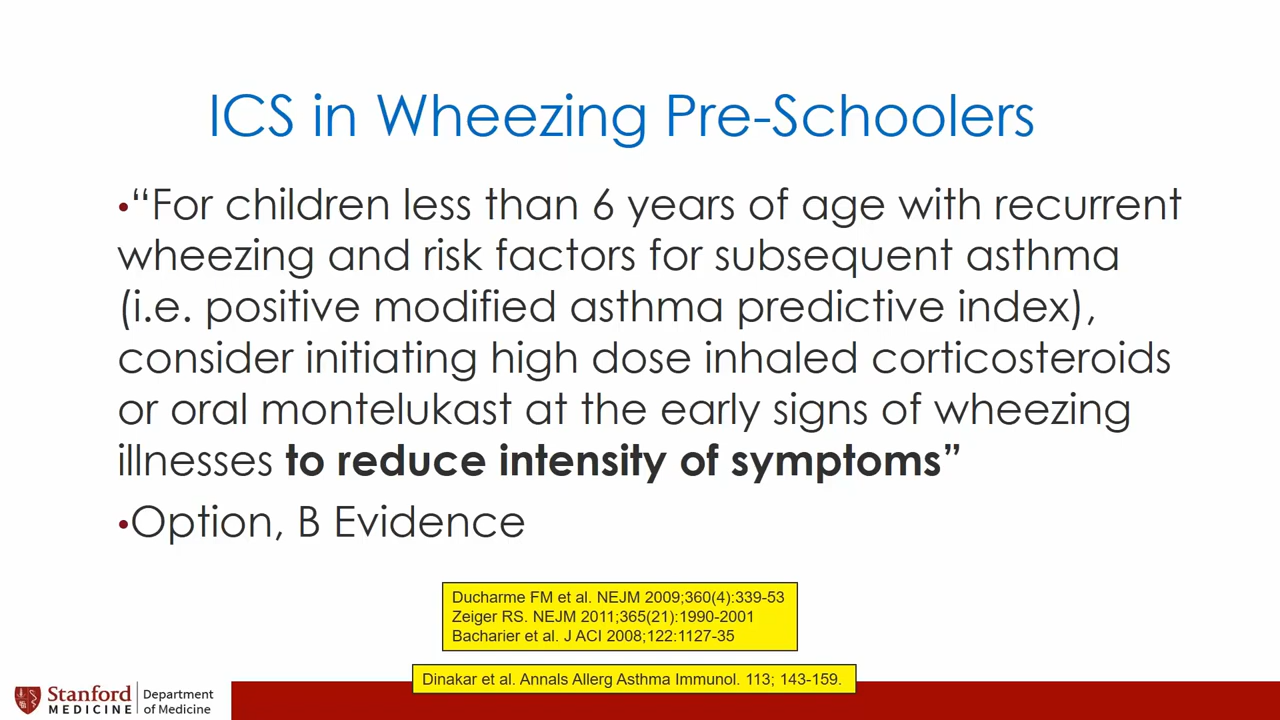 ICS in Wheezing Pre-Schoolers
•“For children less than 6 years of age with recurrent
wheezing and risk factors for subsequent asthma
(i.e. positive modified asthma predictive index),
consider initiating high dose inhaled corticosteroids
or oral montelukast at the early signs of wheezing
illnesses to reduce intensity of symptoms”
•Option, B Evidence
Ducharme FM et al. NEJM 2009;360(4):339-53
Zeiger RS. NEJM 2011;365(21):1990-2001
Bacharier et al. J ACI 2008;122:1127-35
Dinakar et al. Annals Allerg Asthma Immunol. 113; 143-159.
Stanford
MEDICINE
Department
of Medicine